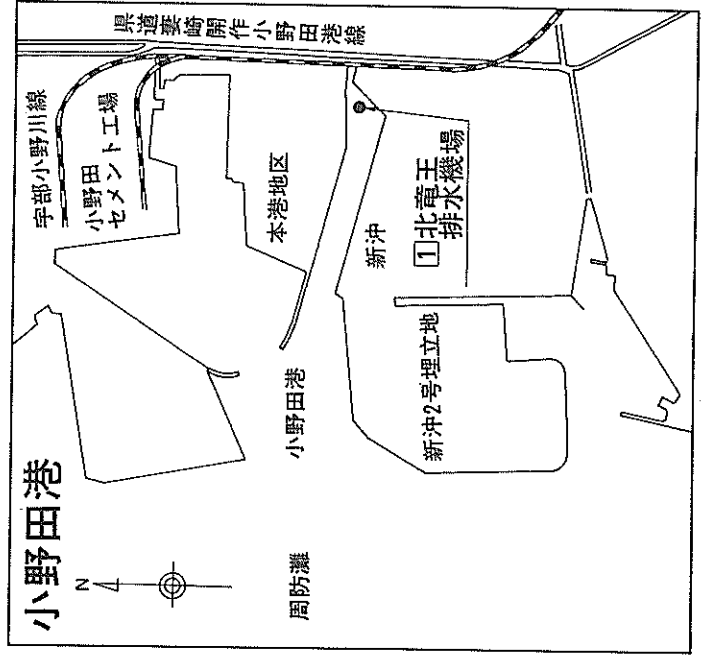 小野田港
N
周防灘
小野田港
宇部小野川線
小野田
セメント工場
県道妻崎開作小野田港線
本港地区
新沖
1 北竜王
排水機場
新沖2号埋立地